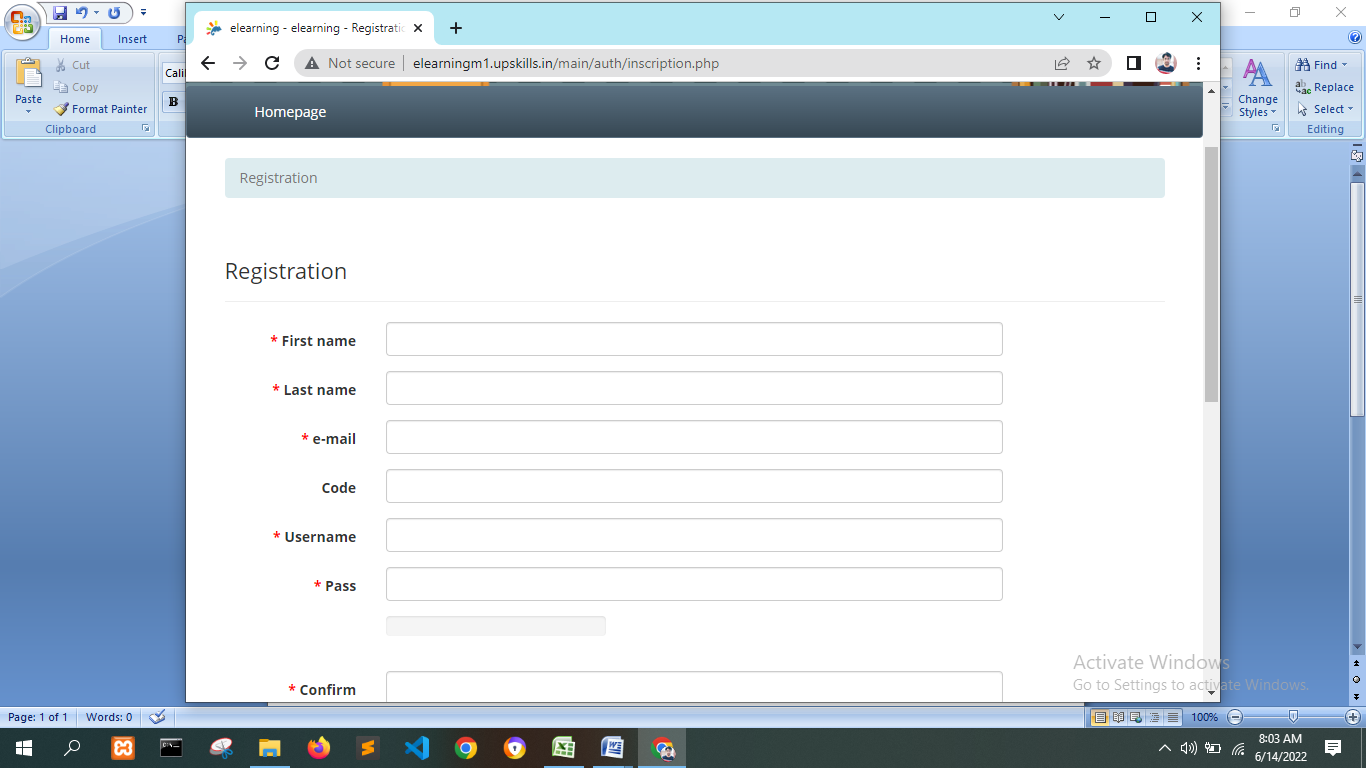 elearning - elearning - Registratio
Home
Insert
Pa
Not secure
elearningm1.upskills.in/main/auth/inscription.php
Paste
Cut
Copy
Format Painter
Clipboard
Cali
B
Change
Styles
Find
Replace
Select
Editing
Homepage
Registration
Registration
* First name
* Last name
* e-mail
Code
* Username
* Pass
* Confirm
Activate Windows
Go to Settings to activate Windows.
Page: 1 of 1
Words: 0
100%
8:03 AM
6/14/2022